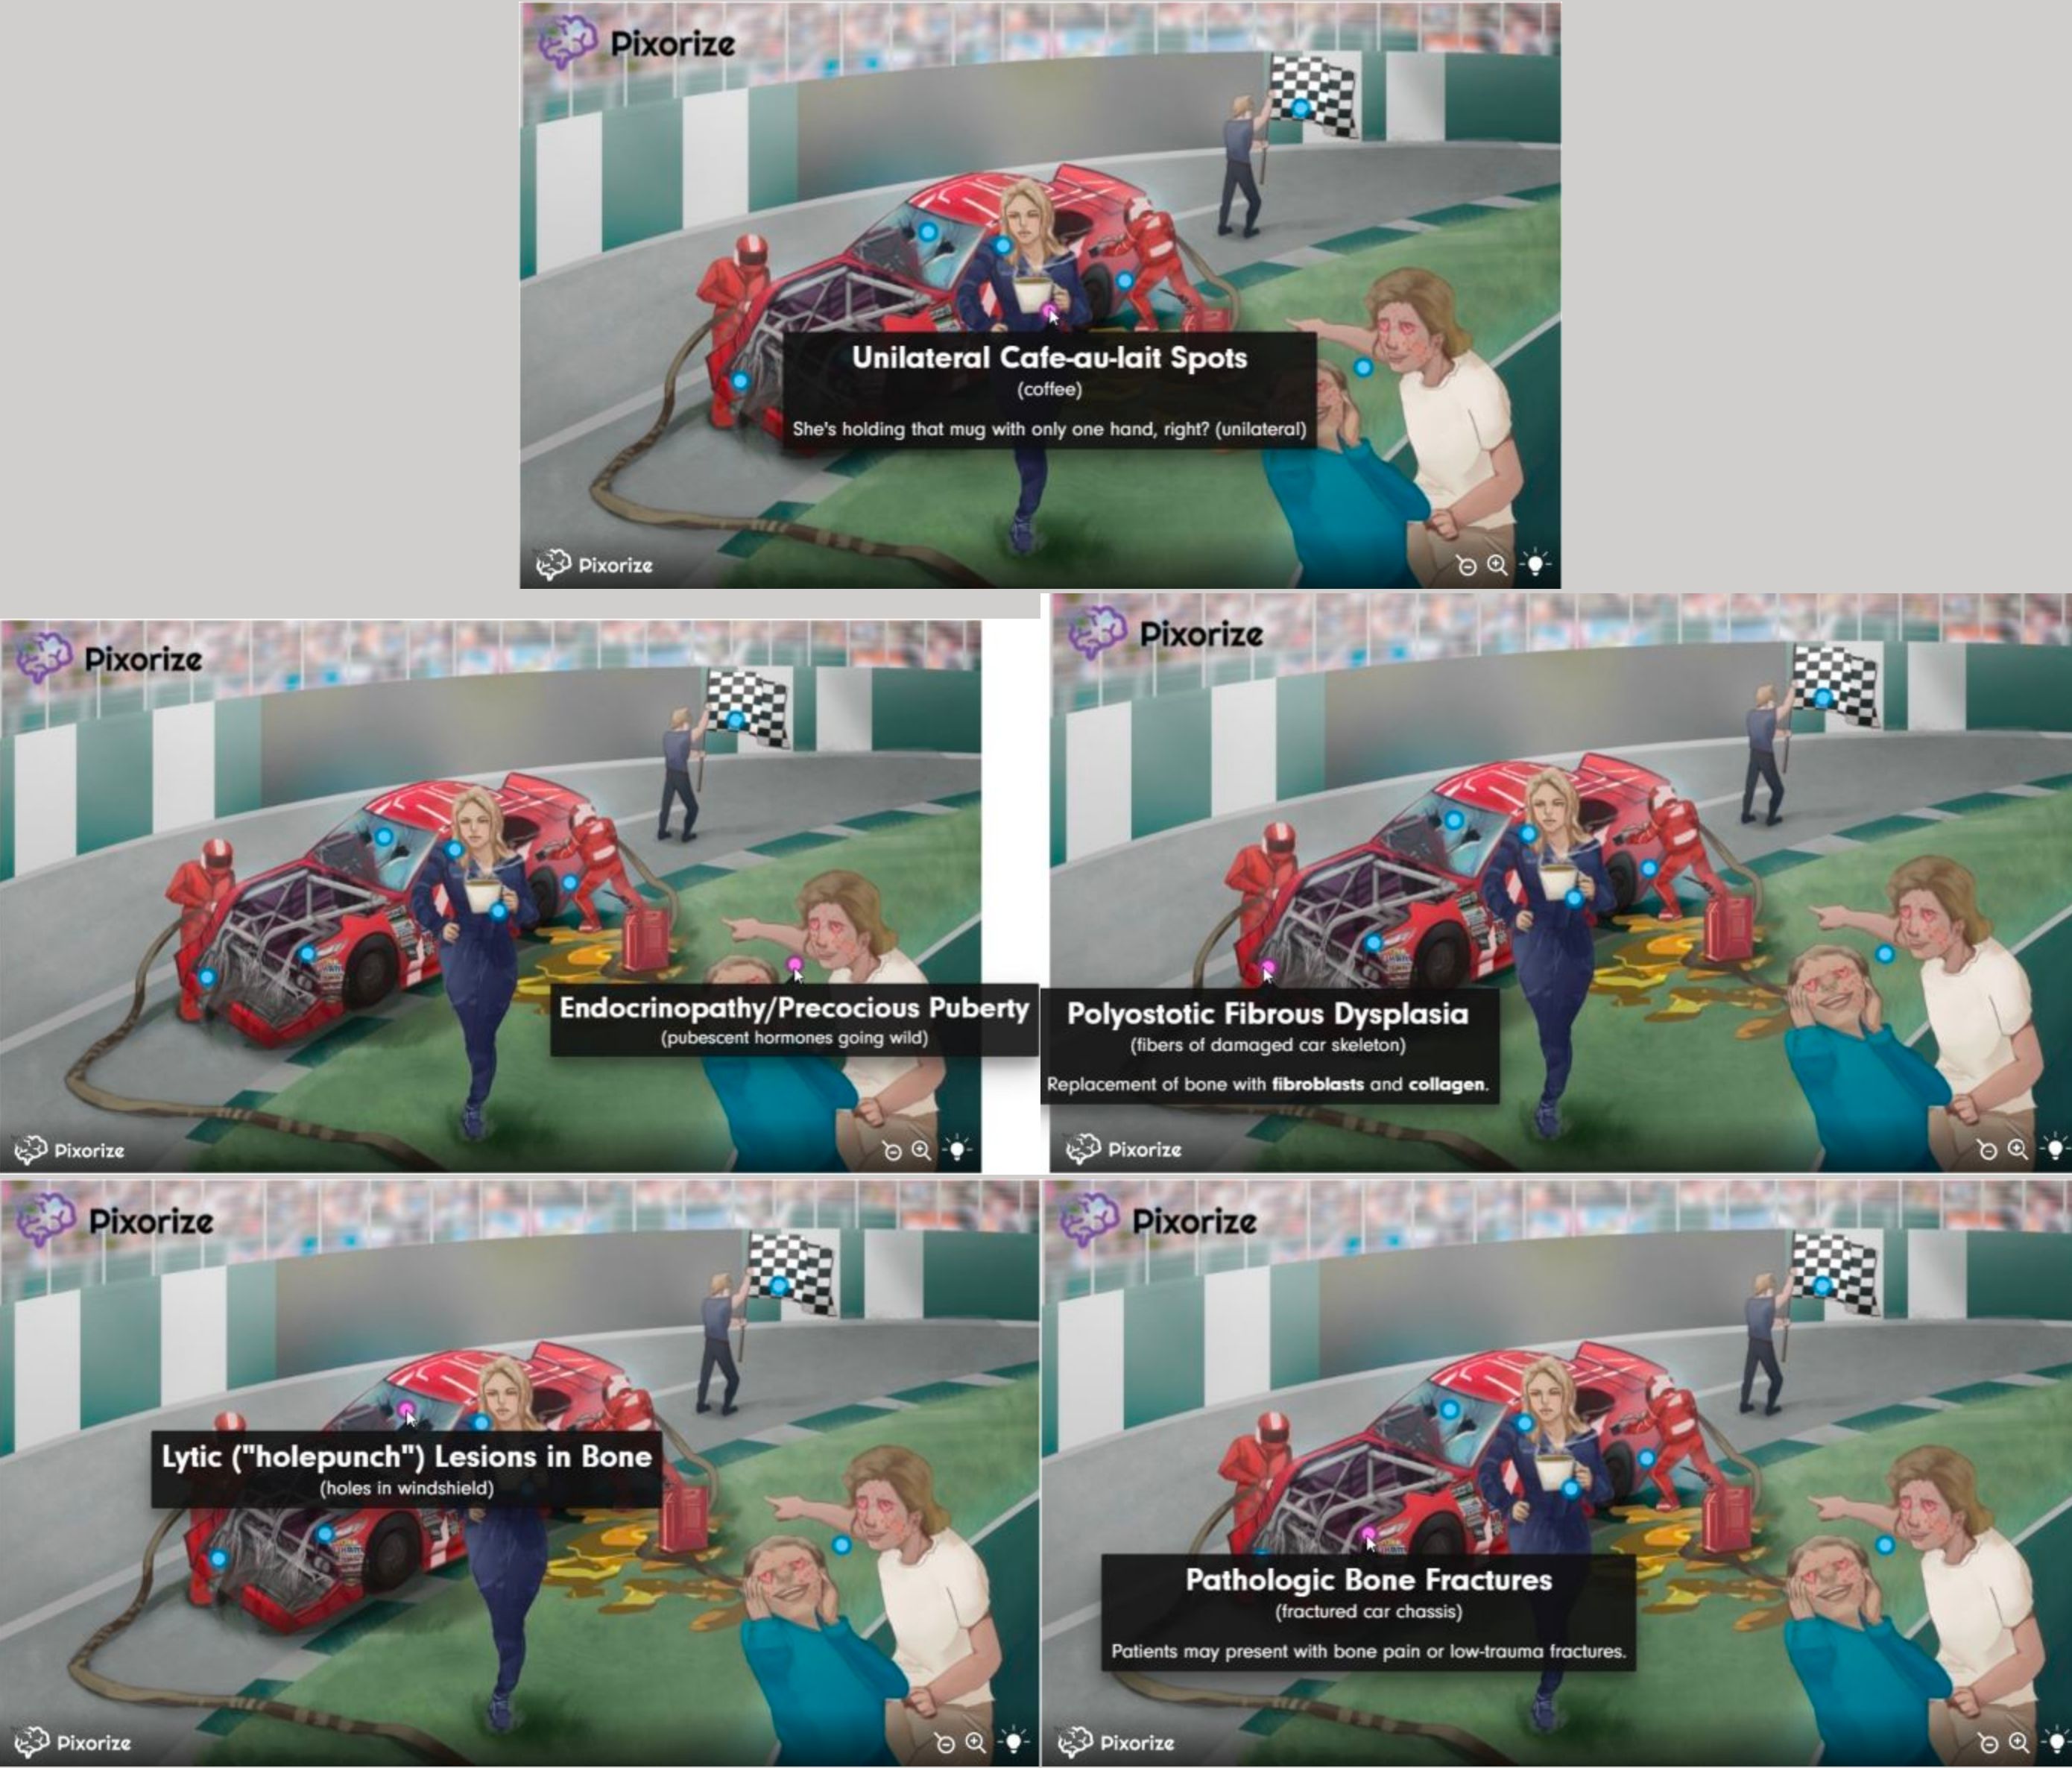 Pixorize
Unilateral Cafe-au-lait Spots
(coffee)
She's holding that mug with only one hand, right? (unilateral)
Pixorize
Pixorize
Endocrinopathy/Precocious Puberty
(pubescent hormones going wild)
Pixorize
Pixorize
Polyostotic Fibrous Dysplasia
(fibers of damaged car skeleton)
Replacement of bone with fibroblasts and collagen.
Pixorize
Pixorize
Lytic ("holepunch") Lesions in Bone
(holes in windshield)
Pixorize
Pixorize
Pathologic Bone Fractures
(fractured car chassis)
Patients may present with bone pain or low-trauma fractures.
Pixorize